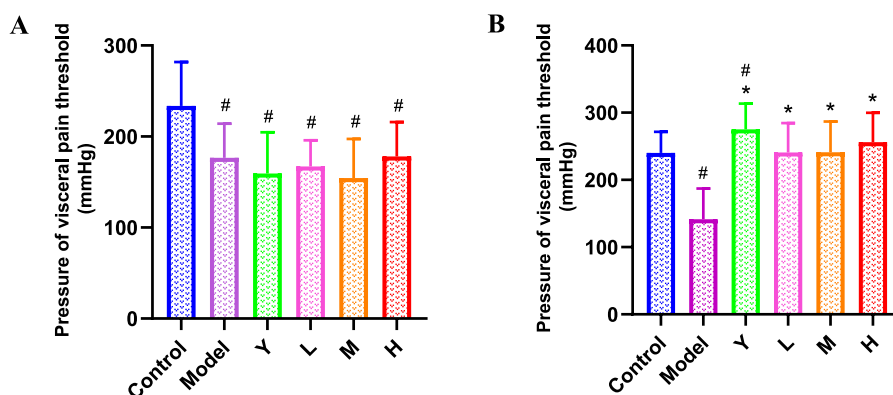 A
Pressure of visceral pain threshold
(mmHg)
300
200
100
0
# # # # #
Control Model Y L M H
B
Pressure of visceral pain threshold
(mmHg)
400
300
200
100
0
#
* * * *
#
Control Model Y L M H